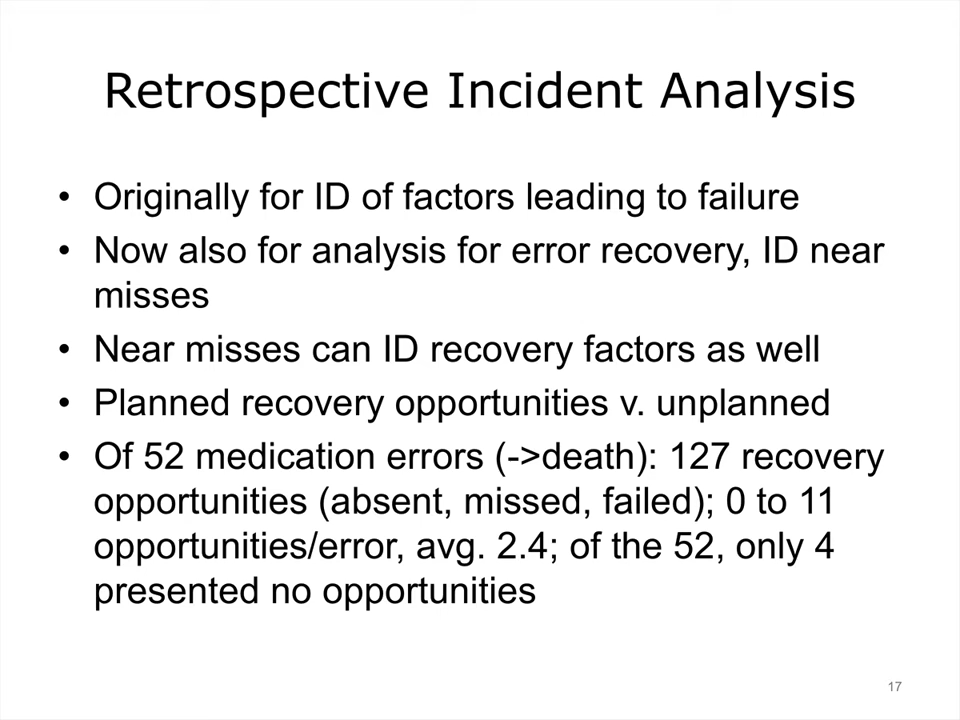 Retrospective Incident Analysis
• Originally for ID of factors leading to failure
• Now also for analysis for error recovery, ID near
misses
• Near misses can ID recovery factors as well
• Planned recovery opportunities v. unplanned
• Of 52 medication errors (->death): 127 recovery
opportunities (absent, missed, failed); 0 to 11
opportunities/error, avg. 2.4; of the 52, only 4
presented no opportunities
17